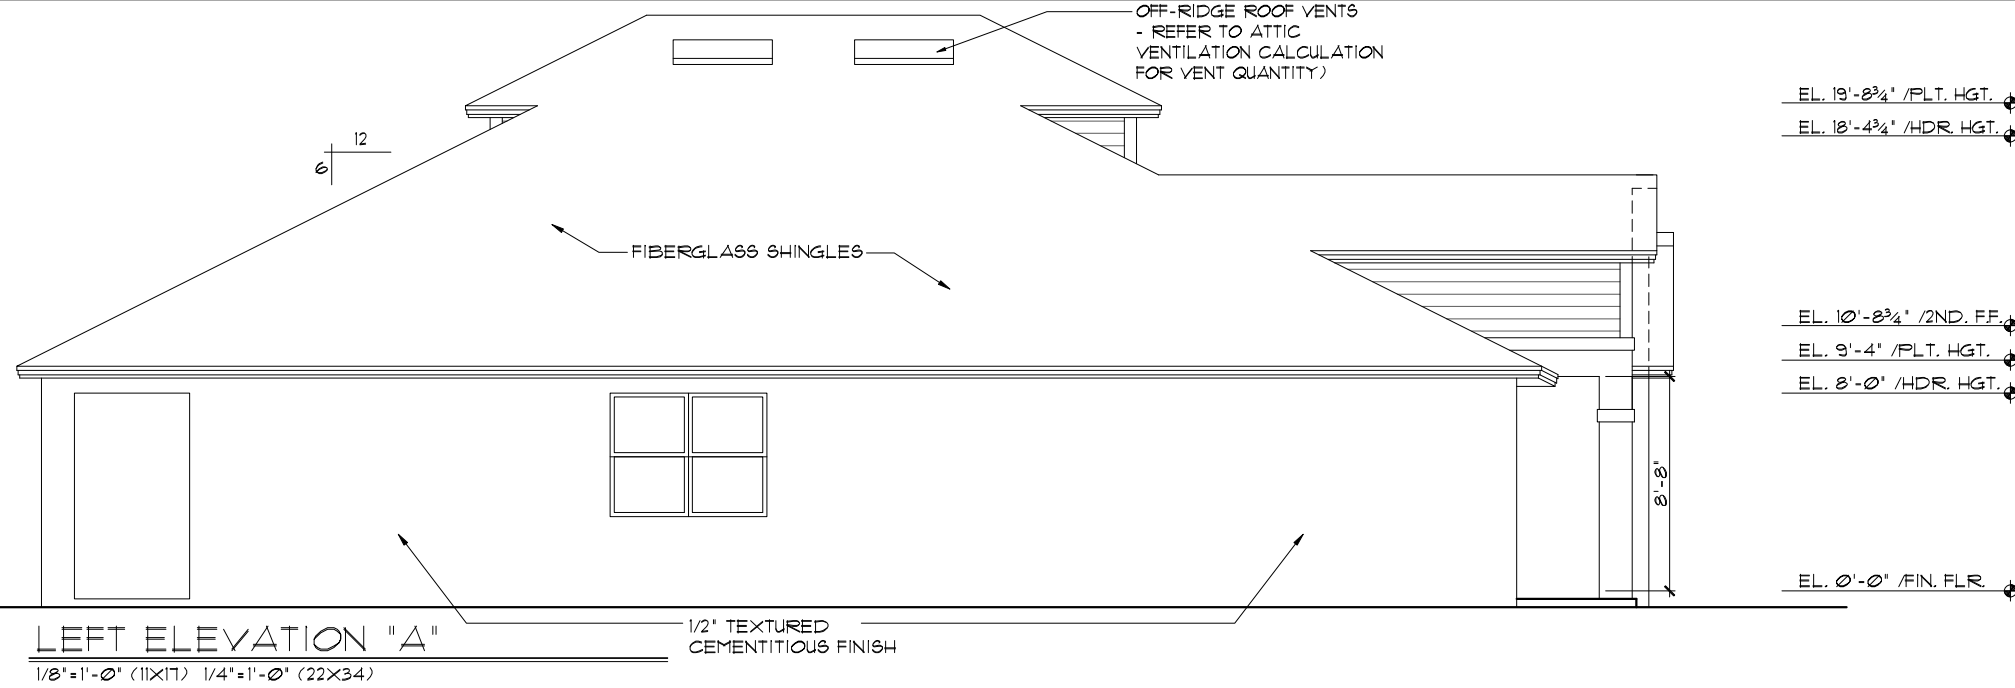 OFF-RIDGE ROOF VENTS
- REFER TO ATTIC
VENTILATION CALCULATION
FOR VENT QUANTITY)
EL. 19'-8¾" /PLT. HGT.
EL. 18'-4¾" /HDR. HGT.
12
6
FIBERGLASS SHINGLES
EL. 10'-8¾" /2ND. F.F.
EL. 9'-4" /PLT. HGT.
EL. 8'-0" /HDR. HGT.
8'-8"
EL. 0'-0" /FIN. FLR.
1/2" TEXTURED
CEMENTITIOUS FINISH
LEFT ELEVATION "A"
1/8"=1'-0" (11X17) 1/4"=1'-0" (22X34)